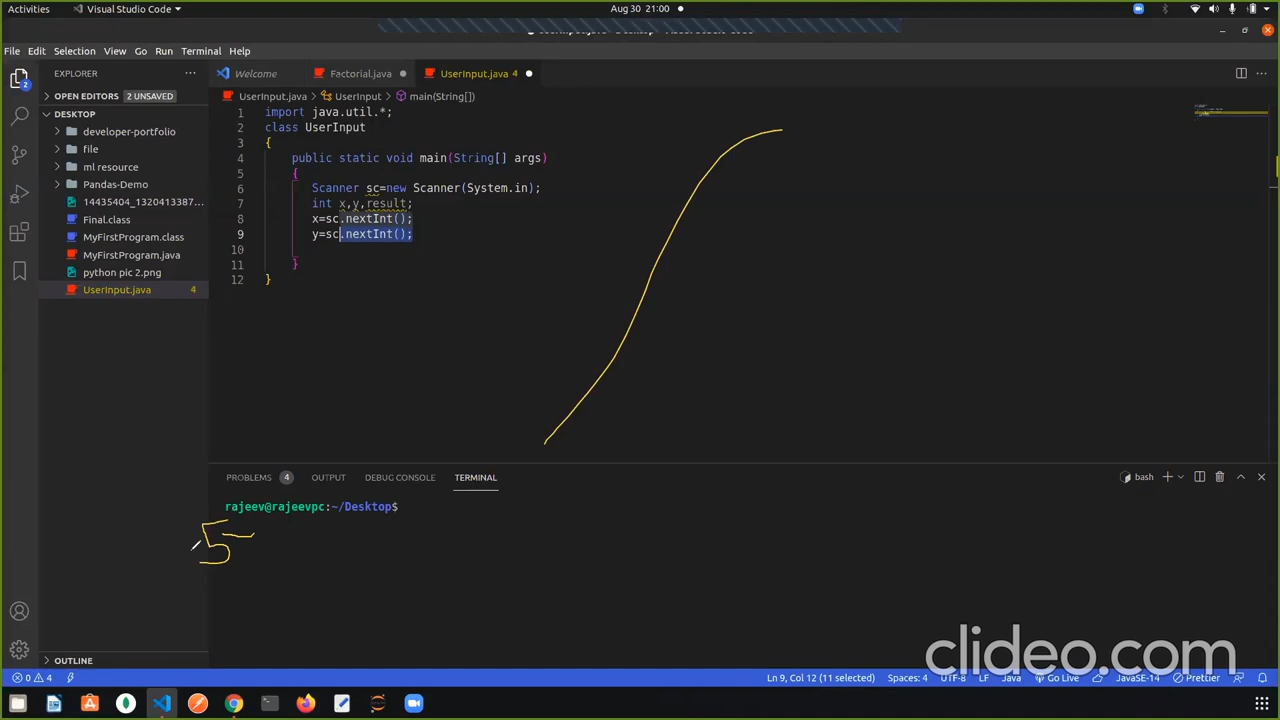 Activities
Visual Studio Code
Aug 30 21:00
File Edit Selection View Go Run Terminal Help
EXPLORER
Welcome
Factorial.java
UserInput.java 4
OPEN EDITORS 2 UNSAVED
UserInput.java
UserInput
main(String[])
DESKTOP
developer-portfolio
file
ml resource
Pandas-Demo
14435404_1320413387...
Final.class
MyFirstProgram.class
MyFirstProgram.java
python pic 2.png
UserInput.java 4
1 import java.util.*;
2 class UserInput
3 {
4 public static void main(String[] args)
5 {
6 Scanner sc=new Scanner(System.in);
7 int x,y,result;
8 x=sc.nextInt();
9 y=sc.nextInt();
10
11 }
12 }
PROBLEMS 4 OUTPUT DEBUG CONSOLE TERMINAL
bash
rajeev@rajeevpc:~/Desktop$
5
clideo.com
OUTLINE
0 4
Ln 9, Col 12 (11 selected) Spaces: 4 UTF-8 LF Java Go Live JavaSE-14 Prettier
2